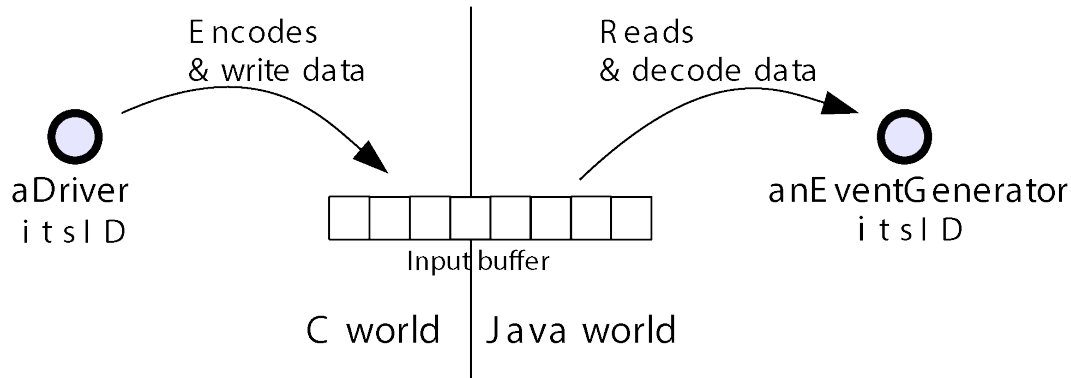 Encodes
& write data
Reads
& decode data
aDriver
itsID
anEventGenerator
itsID
Input buffer
C world
Java world